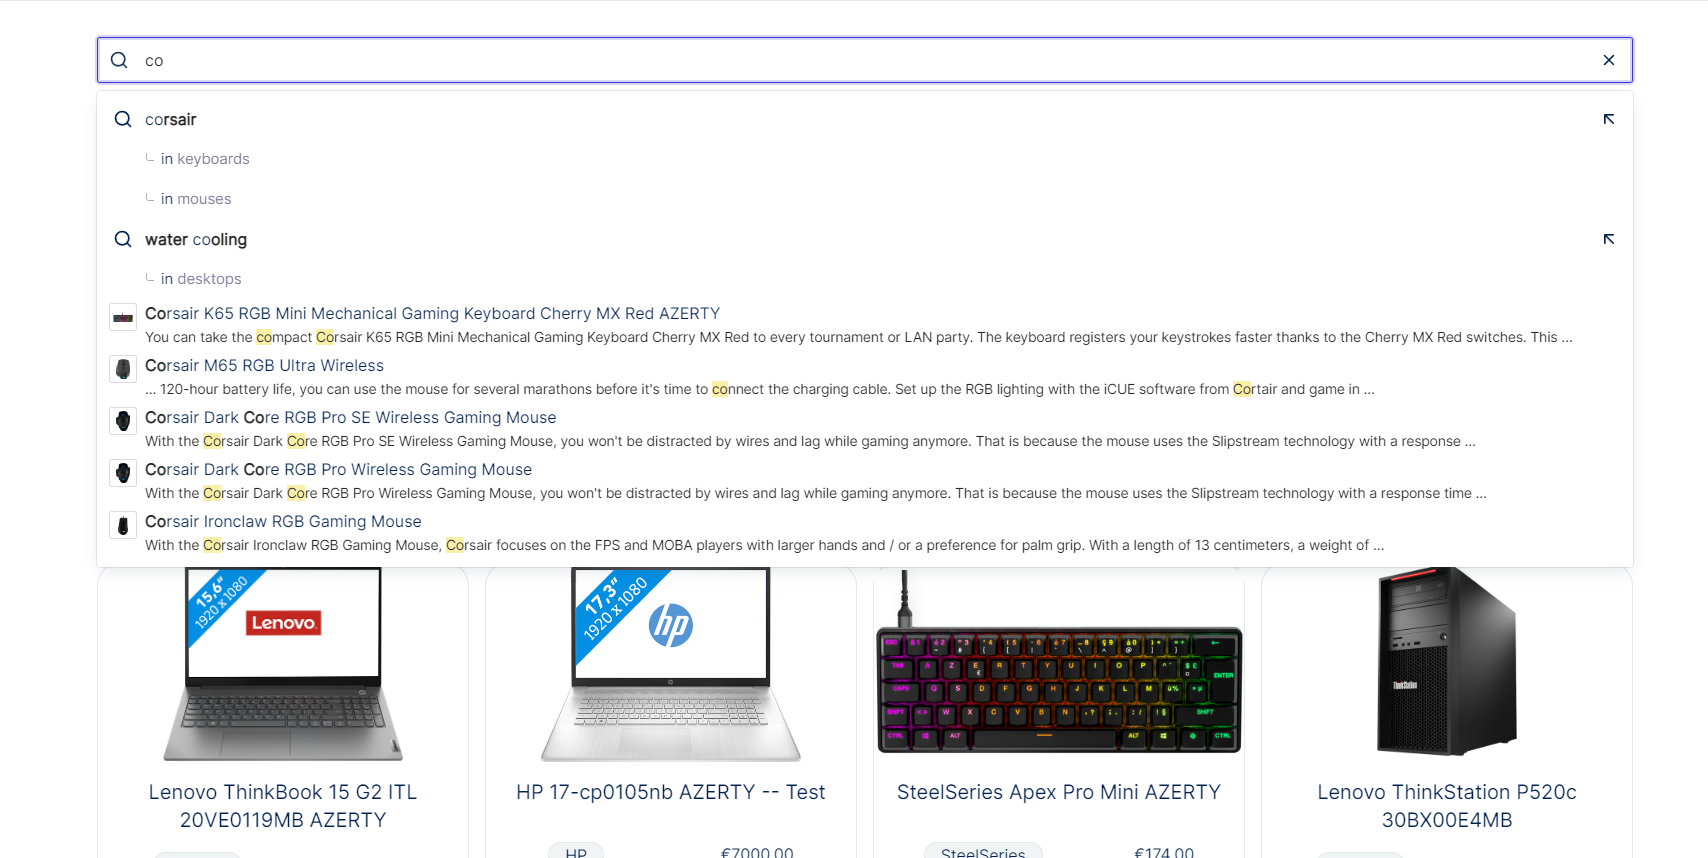 co
corsair
in keyboards
in mouses
water cooling
in desktops
Corsair K65 RGB Mini Mechanical Gaming Keyboard Cherry MX Red AZERTY
You can take the compact Corsair K65 RGB Mini Mechanical Gaming Keyboard Cherry MX Red to every tournament or LAN party. The keyboard registers your keystrokes faster thanks to the Cherry MX Red switches. This ...
Corsair M65 RGB Ultra Wireless
... 120-hour battery life, you can use the mouse for several marathons before it's time to connect the charging cable. Set up the RGB lighting with the iCUE software from Cortair and game in ...
Corsair Dark Core RGB Pro SE Wireless Gaming Mouse
With the Corsair Dark Core RGB Pro SE Wireless Gaming Mouse, you won't be distracted by wires and lag while gaming anymore. That is because the mouse uses the Slipstream technology with a response ...
Corsair Dark Core RGB Pro Wireless Gaming Mouse
With the Corsair Dark Core RGB Pro Wireless Gaming Mouse, you won't be distracted by wires and lag while gaming anymore. That is because the mouse uses the Slipstream technology with a response time ...
Corsair Ironclaw RGB Gaming Mouse
With the Corsair Ironclaw RGB Gaming Mouse, Corsair focuses on the FPS and MOBA players with larger hands and / or a preference for palm grip. With a length of 13 centimeters, a weight of ...
15,6"
1920 x 1080
Lenovo
17,3"
1920 x 1080
hp
ThinkStation
Lenovo ThinkBook 15 G2 ITL
20VE0119MB AZERTY
HP 17-cp0105nb AZERTY -- Test
SteelSeries Apex Pro Mini AZERTY
Lenovo ThinkStation P520c
30BX00E4MB
HP
€7000.00
SteelSeries
€174.00